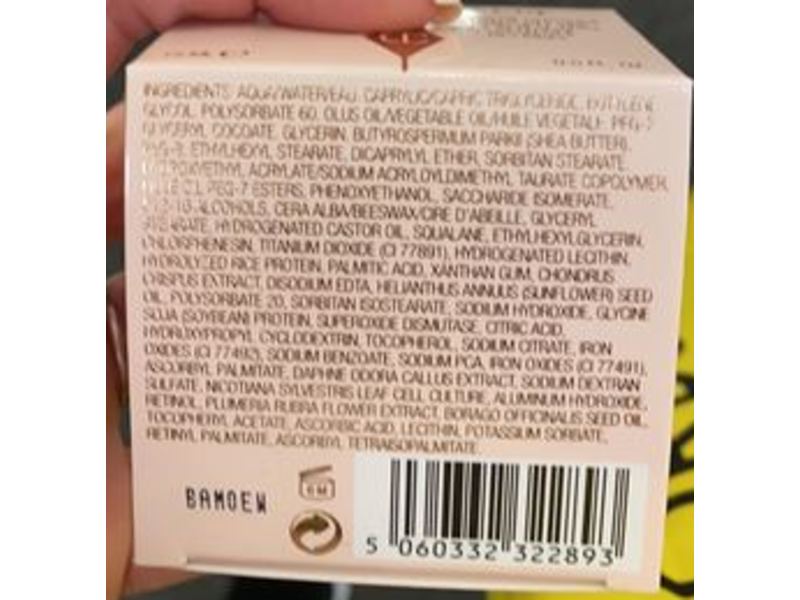 INGREDIENTS: AQUA/WATER/EAU, CAPRYLIC/CAPRIC TRIGLYCERIDE, BUTYLENE
GLYCOL, POLYSORBATE 60, OLUS OIL/VEGETABLE OIL/HUILE VEGETALE, PEG-7
GLYCERYL COCOATE, GLYCERIN, BUTYROSPERMUM PARKII (SHEA BUTTER),
PEG-8, ETHYLHEXYL STEARATE, DICAPRYLYL ETHER, SORBITAN STEARATE,
HYDROXYETHYL ACRYLATE/SODIUM ACRYLOYLDIMETHYL TAURATE COPOLYMER,
PEG-7 ESTERS, PHENOXYETHANOL, SACCHARIDE ISOMERATE,
ALCOHOLS, CERA ALBA/BEESWAX/CIRE D'ABEILLE, GLYCERYL
STEARATE, HYDROGENATED CASTOR OIL, SQUALANE, ETHYLHEXYLGLYCERIN,
CHLORPHENESIN, TITANIUM DIOXIDE (CI 77891), HYDROGENATED LECITHIN,
HYDROLYZED RICE PROTEIN, PALMITIC ACID, XANTHAN GUM, CHONDRUS
CRISPUS EXTRACT, DISODIUM EDTA, HELIANTHUS ANNUUS (SUNFLOWER) SEED
OIL, POLYSORBATE 20, SORBITAN ISOSTEARATE, SODIUM HYDROXIDE, GLYCINE
SOJA (SOYBEAN) PROTEIN, SUPEROXIDE DISMUTASE, CITRIC ACID,
HYDROXYPROPYL CYCLODEXTRIN, TOCOPHEROL, SODIUM CITRATE, IRON
OXIDES (CI 77492), SODIUM BENZOATE, SODIUM PCA, IRON OXIDES (CI 77491),
ASCORBYL PALMITATE, DAPHNE ODORA CALLUS EXTRACT, SODIUM DEXTRAN
SULFATE, NICOTIANA SYLVESTRIS LEAF CELL CULTURE, ALUMINUM HYDROXIDE,
RETINOL, PLUMERIA RUBRA FLOWER EXTRACT, BORAGO OFFICINALIS SEED OIL,
TOCOPHERYL ACETATE, ASCORBIC ACID, LECITHIN, POTASSIUM SORBATE,
RETINYL PALMITATE, ASCORBYL TETRAISOPALMITATE.
BAMOEW
6M
5 060332 322893